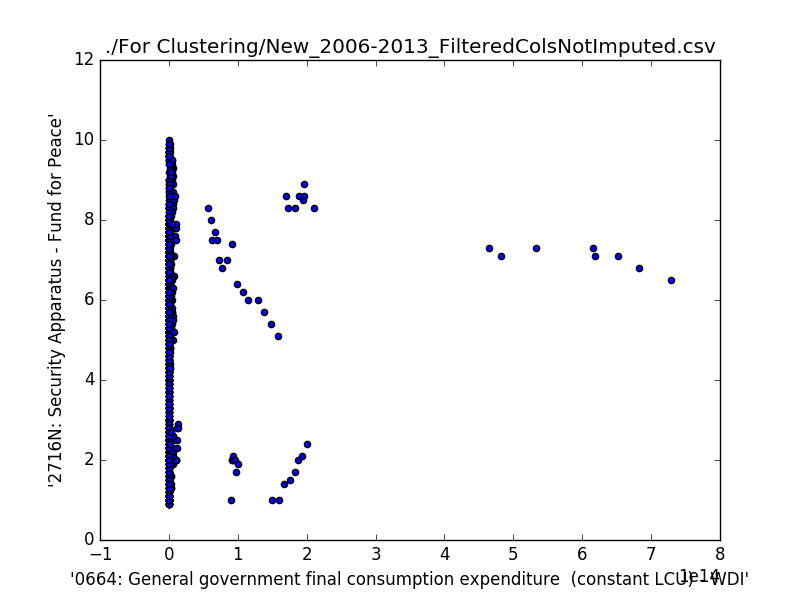 ./For Clustering/New_2006-2013_FilteredColsNotImputed.csv
12
10
8
6
4
2
0
'2716N: Security Apparatus - Fund for Peace'
−1 0 1 2 3 4 5 6 7 8
1e14
'0664: General government final consumption expenditure (constant LCU) - WDI'